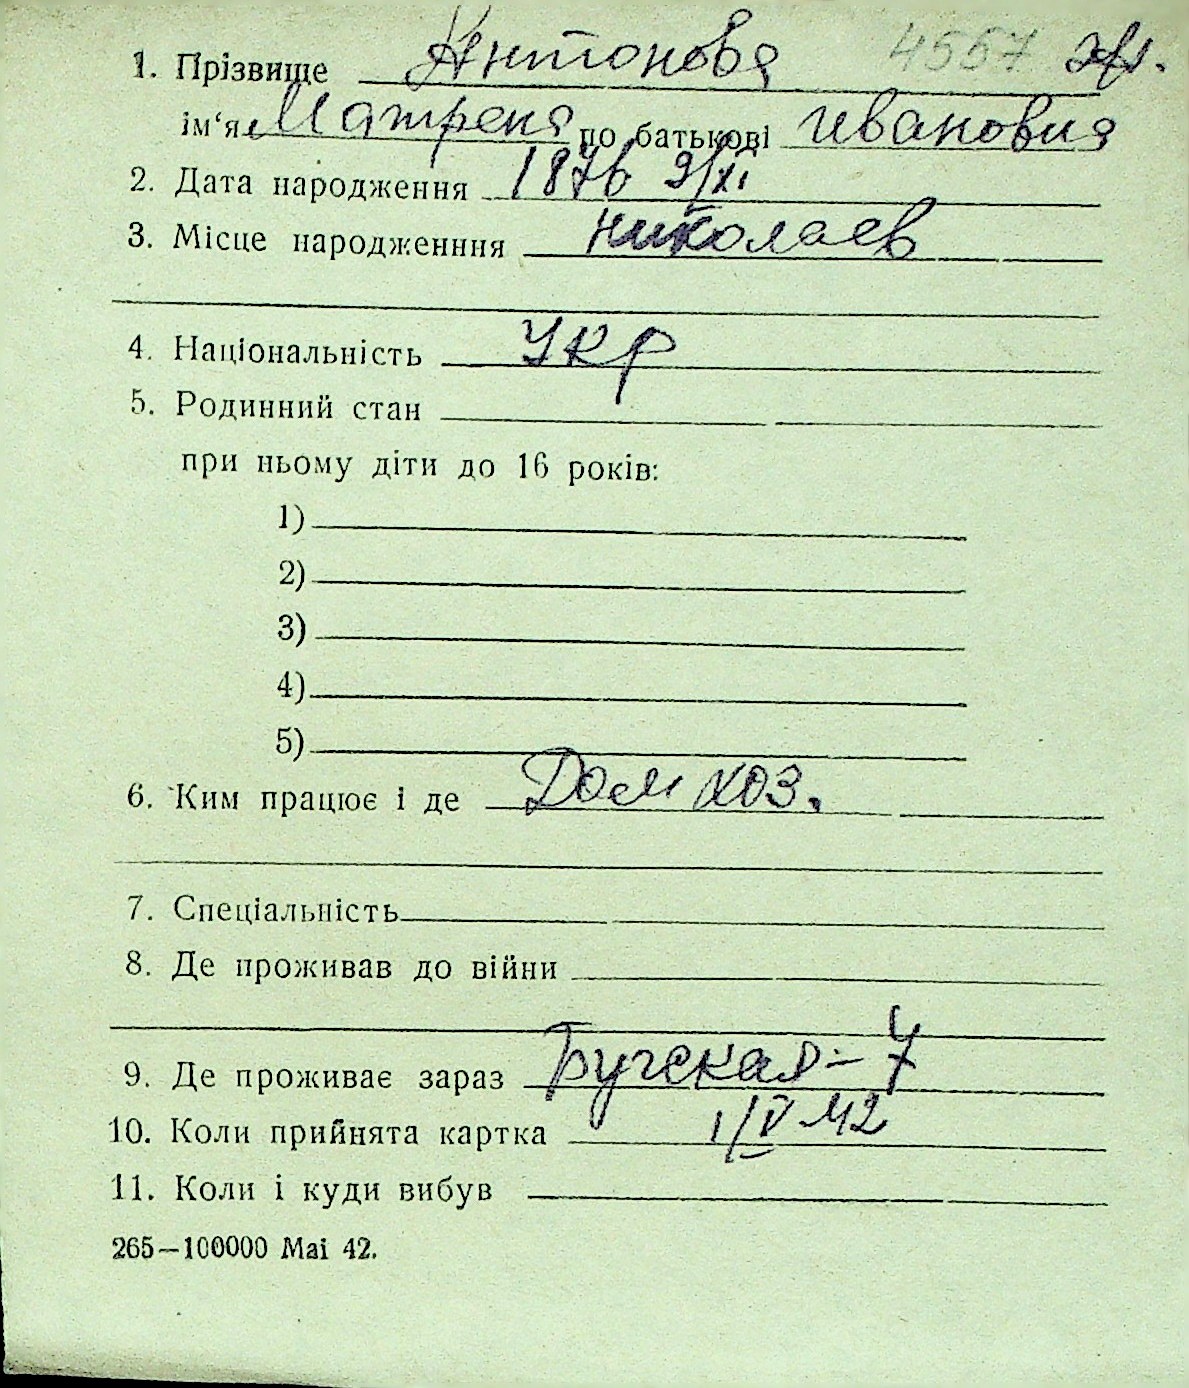 1. Прізвище Антонова 4557
ім‘я Матрена по батькові Ивановна
2. Дата народження 1876 9/XI
3. Місце народженння Николаев
4. Національність Укр
5. Родинний стан
при ньому діти до 16 років:
1)
2)
3)
4)
5)
6. Ким працює і де Дом хоз.
7. Спеціальність
8. Де проживав до війни
9. Де проживає зараз 7
10. Коли прийнята картка 1/V 42
11. Коли і куди вибув
265—100000 Mai 42.